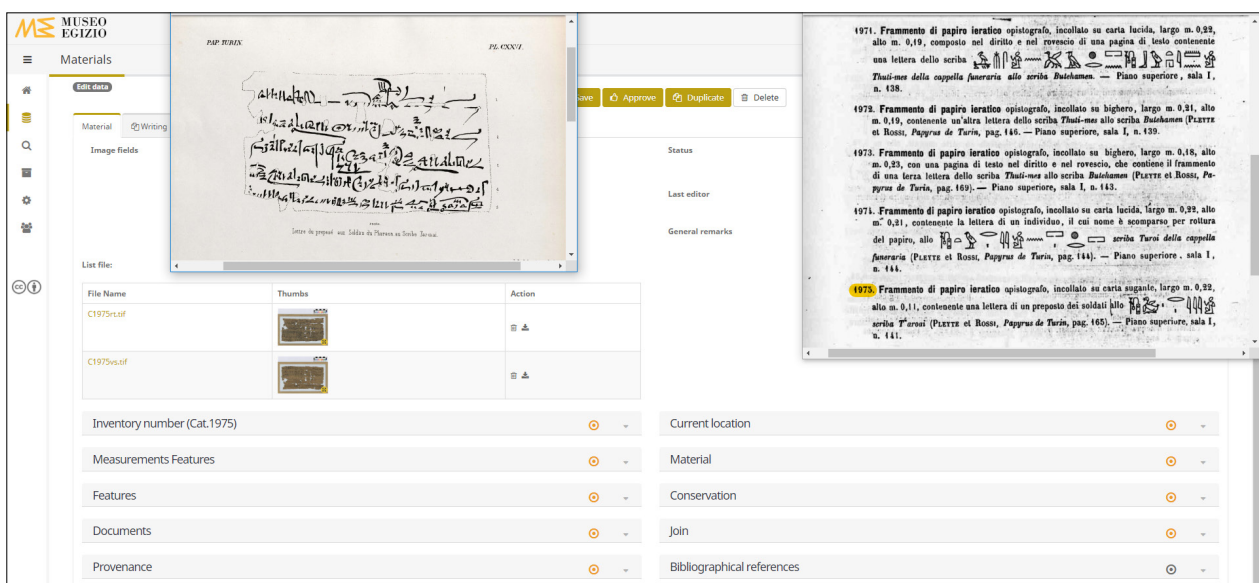 MUSEO
EGIZIO
Materials
Edit data
Save
Approve
Duplicate
Delete
Material
Writing
Image fields
Status
Last editor
General remarks
List file:
File Name Thumbs Action
C1975rt.tif
C1975vs.tif
Inventory number (Cat.1975)
Current location
Measurements Features
Material
Features
Conservation
Documents
Join
Provenance
Bibliographical references
PAP. TURIN.
PL. CXXVI.
Lettre du préposé aux Soldats du Pharaon au Scribe
1971. Frammento di papiro ieratico opistografo, incollato su carta lucida, largo m. 0,22,
alto m. 0,19, composto nel diritto e nel rovescio di una pagina di testo contenente
una lettera dello scriba
Thuti-mes della cappella funeraria allo scriba Butehamen. — Piano superiore, sala I,
n. 138.
1972. Frammento di papiro ieratico opistografo, incollato su bighero, largo m. 0,21, alto
m. 0,19, contenente un'altra lettera dello scriba Thuti-mes allo scriba Butehamen (PLEYTE
et ROSSI, Papyrus de Turin, pag. 146. — Piano superiore, sala I, n. 139.
1973. Frammento di papiro ieratico opistografo, incollato su bighero, largo m. 0,18, alto
m. 0,23, con una pagina di testo nel diritto e nel rovescio, che contiene il frammento
di una terza lettera dello scriba Thuti-mes allo scriba Butehamen (PLEYTE et ROSSI, Pa-
pyrus de Turin, pag. 169). — Piano superiore, sala I, n. 143.
1974. Frammento di papiro ieratico opistografo, incollato su carta lucida, largo m. 0,22, alto
m. 0,21, contenente la lettera di un individuo, il cui nome è scomparso per rottura
del papiro, allo scriba Turoi della cappella
funeraria (PLEYTE et ROSSI, Papyrus de Turin, pag. 144). — Piano superiore, sala I,
n. 144.
1975. Frammento di papiro ieratico opistografo, incollato su carta sugante, largo m. 0,22,
alto m. 0,11, contenente una lettera di un preposto dei soldati allo
scriba T'aroai (PLEYTE et ROSSI, Papyrus de Turin, pag. 165). — Piano superiore, sala I,
n. 141.